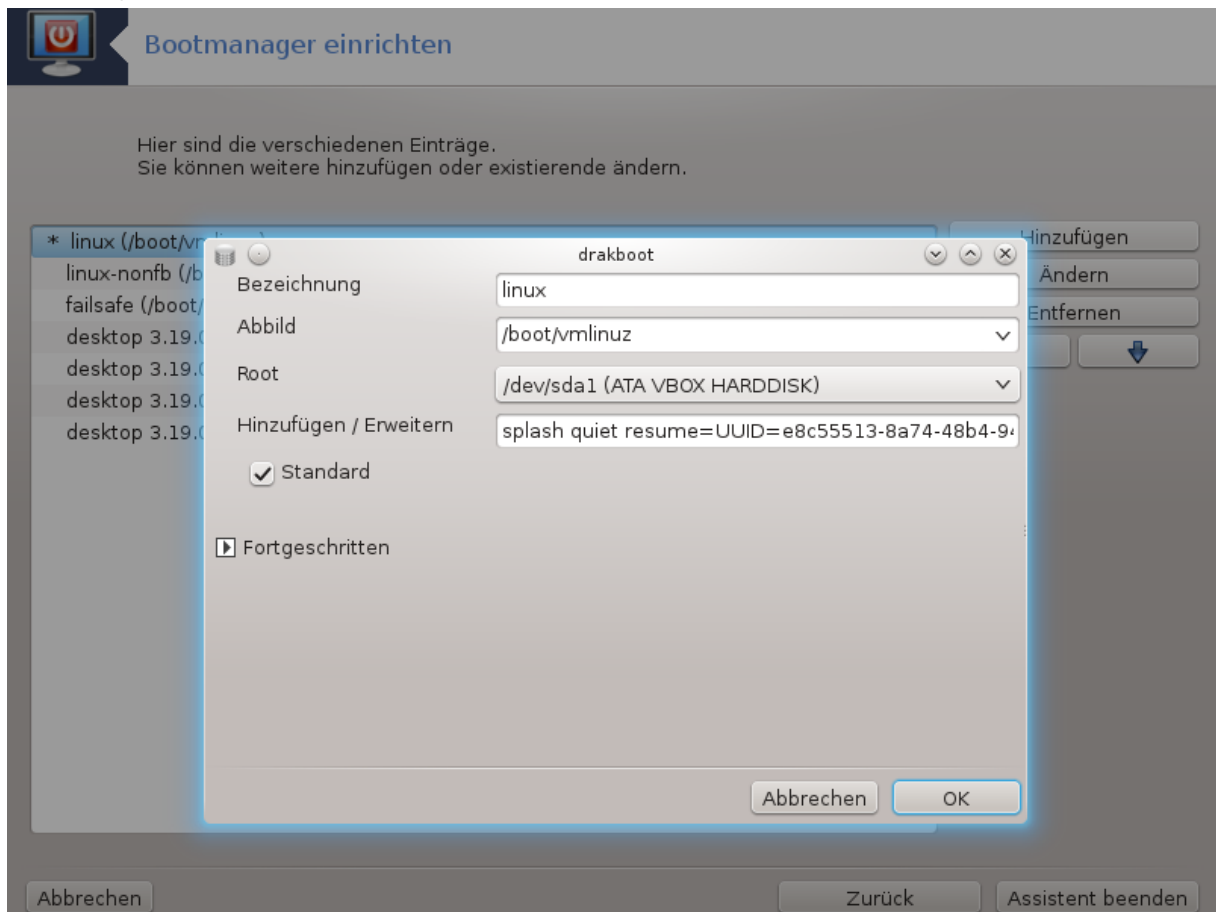 Bootmanager einrichten
Hier sind die verschiedenen Einträge.
Sie können weitere hinzufügen oder existierende ändern.
* linux (/boot/
Hinzufügen
linux-nonfb (/b
Ändern
failsafe (/boot/
Entfernen
desktop 3.19.
desktop 3.19.
desktop 3.19.
desktop 3.19.
drakboot
Bezeichnung
linux
Abbild
/boot/vmlinuz
Root
/dev/sda1 (ATA VBOX HARDDISK)
Hinzufügen / Erweitern
splash quiet resume=UUID=e8c55513-8a74-48b4-9
Standard
Fortgeschritten
Abbrechen
OK
Abbrechen
Zurück
Assistent beenden